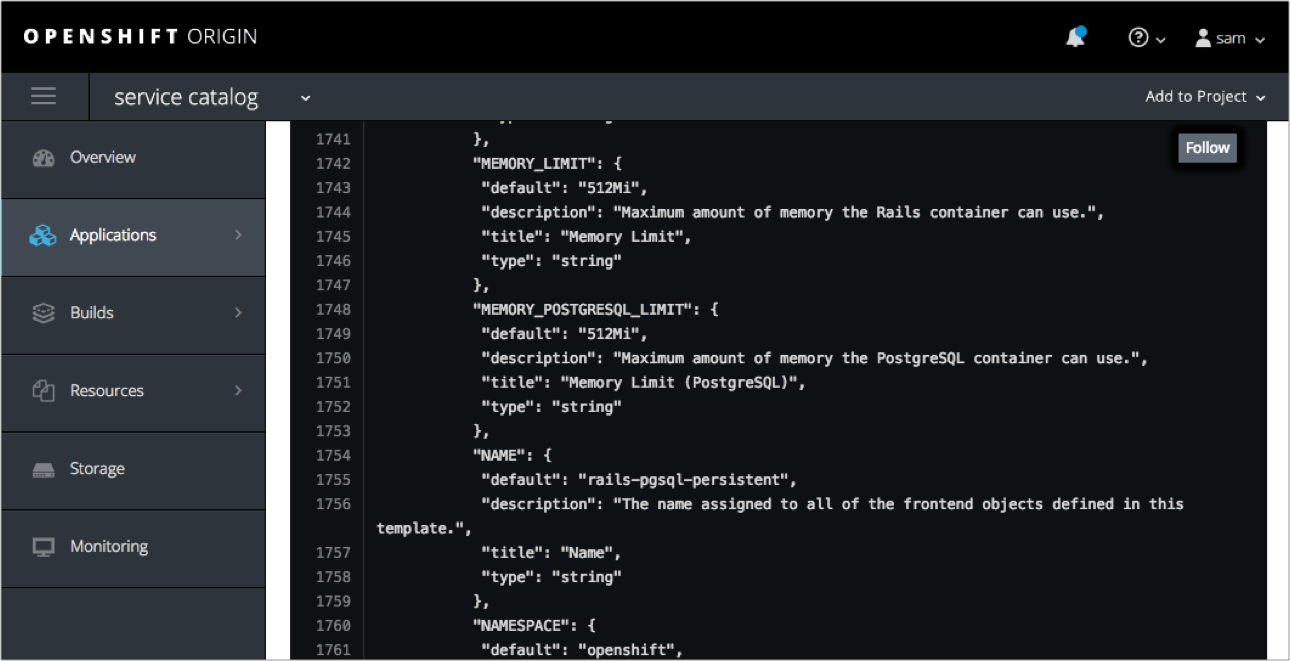 OPENSHIFT ORIGIN
sam
service catalog
Add to Project
Overview
Applications
Builds
Resources
Storage
Monitoring
Follow
1741 },
1742 "MEMORY_LIMIT": {
1743 "default": "512Mi",
1744 "description": "Maximum amount of memory the Rails container can use.",
1745 "title": "Memory Limit",
1746 "type": "string"
1747 },
1748 "MEMORY_POSTGRESQL_LIMIT": {
1749 "default": "512Mi",
1750 "description": "Maximum amount of memory the PostgreSQL container can use.",
1751 "title": "Memory Limit (PostgreSQL)",
1752 "type": "string"
1753 },
1754 "NAME": {
1755 "default": "rails-pgsql-persistent",
1756 "description": "The name assigned to all of the frontend objects defined in this
template.",
1757 "title": "Name",
1758 "type": "string"
1759 },
1760 "NAMESPACE": {
1761 "default": "openshift",